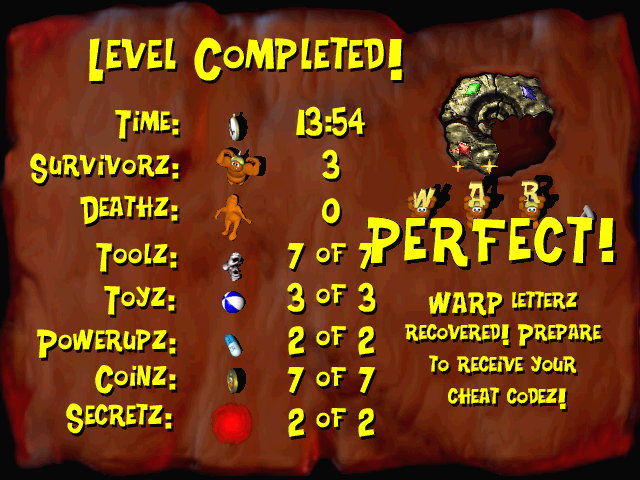 Level Completed!
Time: 13:54
Survivorz: 3
Deathz: 0
Toolz: 7 of 7
Toyz: 3 of 3
Powerupz: 2 of 2
Coinz: 7 of 7
Secretz: 2 of 2
W A R
PERFECT!
WARP letterz
recovered! Prepare
to receive your
cheat codez!